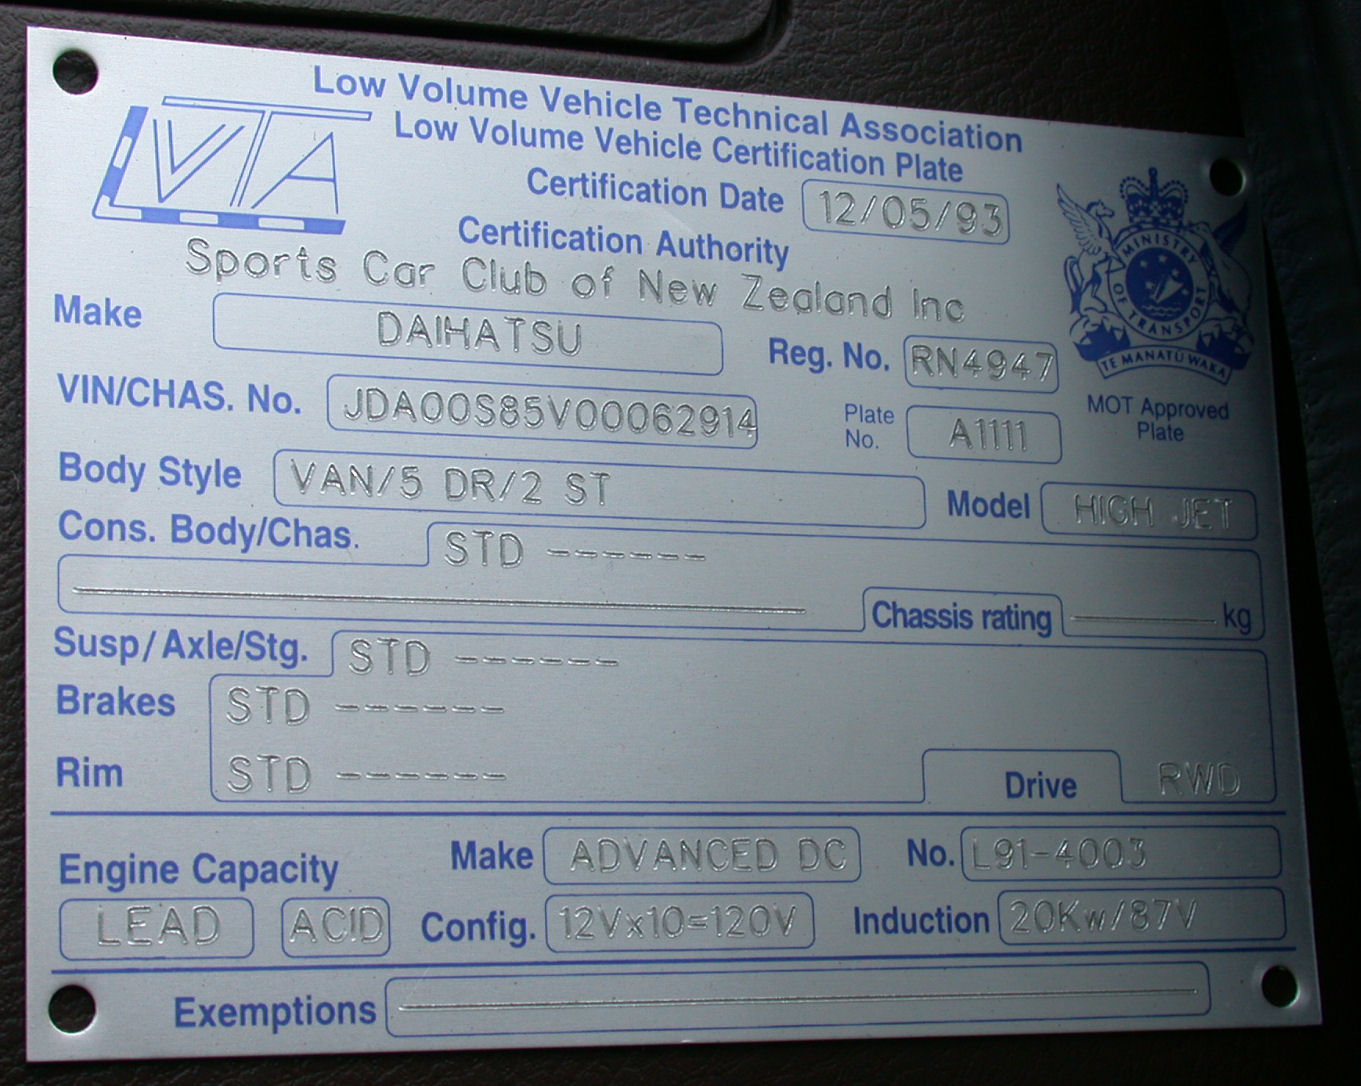 Low Volume Vehicle Technical Association
LVVTA
Low Volume Vehicle Certification Plate
Certification Date 12/05/93
Certification Authority
Sports Car Club of New Zealand Inc
MINISTRY OF TRANSPORT
TE MANATŪ WAKA
MOT Approved
Plate
Make DAIHATSU Reg. No. RN4947
VIN/CHAS. No. JDA00S85V00062914 Plate No. A1111
Body Style VAN/5 DR/2 ST Model HIGH JET
Cons. Body/Chas. STD ------
Chassis rating kg
Susp/Axle/Stg. STD ------
Brakes STD ------
Rim STD ------ Drive RWD
Engine Capacity Make ADVANCED DC No. L91-4003
LEAD ACID Config. 12Vx10=120V Induction 20Kw/87V
Exemptions